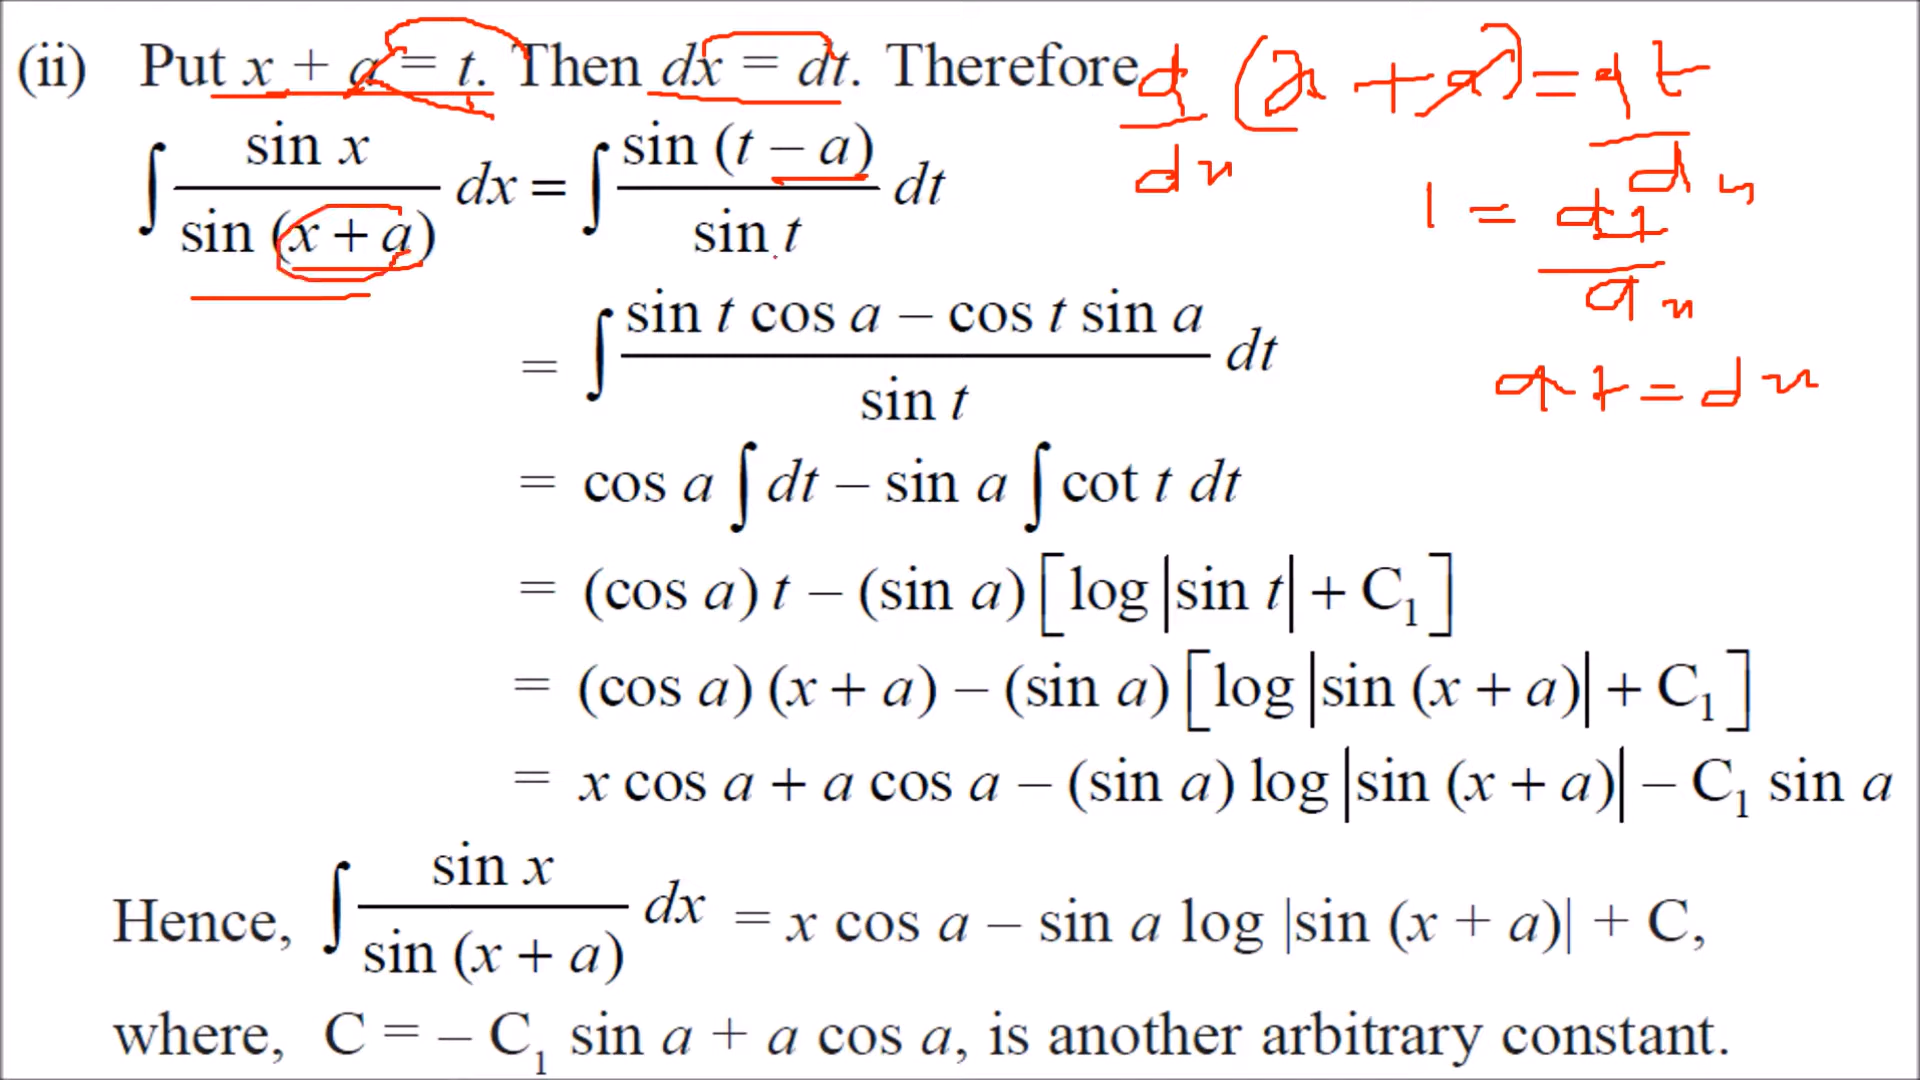 (ii) Put x + a = t. Then dx = dt. Therefore
d/dx (x + a) = dt/dx
∫ sin x / sin (x + a) dx = ∫ sin (t – a) / sin t dt
1 = dt/dx
= ∫ sin t cos a – cos t sin a / sin t dt
dt = dx
= cos a ∫ dt – sin a ∫ cot t dt
= (cos a) t – (sin a) [log |sin t| + C₁]
= (cos a) (x + a) – (sin a) [log |sin (x + a)| + C₁]
= x cos a + a cos a – (sin a) log |sin (x + a)| – C₁ sin a
Hence, ∫ sin x / sin (x + a) dx = x cos a – sin a log |sin (x + a)| + C,
where, C = – C₁ sin a + a cos a, is another arbitrary constant.